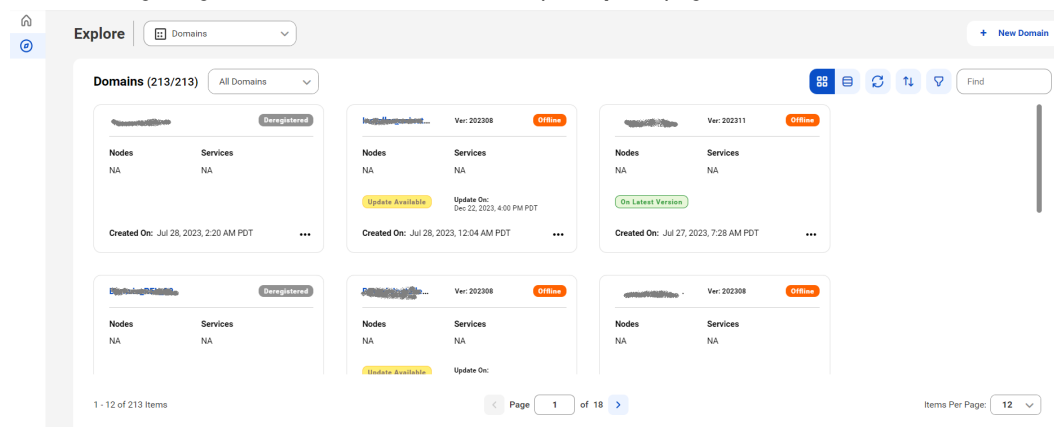 Explore
Domains
+ New Domain
Domains (213/213)
All Domains
Find
Deregistered
Ver: 202308
Offline
Ver: 202311
Offline
Nodes Services
Nodes Services
Nodes Services
NA NA
NA NA
NA NA
Update Available
Update On:
Dec 22, 2023, 4:00 PM PDT
On Latest Version
Created On: Jul 28, 2023, 2:20 AM PDT
Created On: Jul 28, 2023, 12:04 AM PDT
Created On: Jul 27, 2023, 7:28 AM PDT
Deregistered
Ver: 202308
Offline
Ver: 202308
Offline
Nodes Services
Nodes Services
Nodes Services
NA NA
NA NA
NA NA
Update Available
Update On:
1 - 12 of 213 Items
Page 1 of 18
Items Per Page: 12